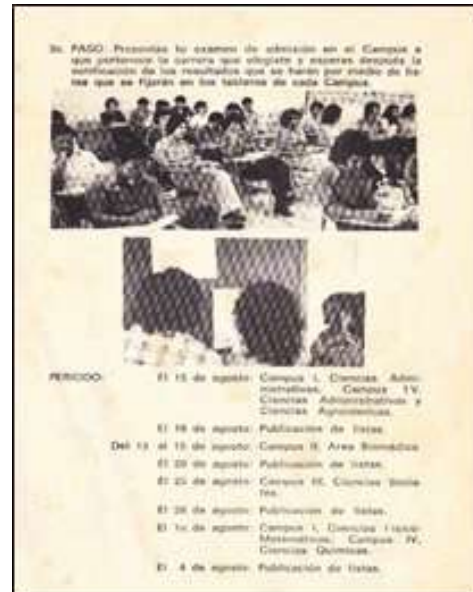 3o. PASO: Presentas tu examen de admisión en el Campus a
que pertenece la carrera que elegiste y esperas después la
notificación de los resultados que se harán por medio de lis-
tas que se fijarán en los tableros de cada Campus.
PERIODO: El 15 de agosto: Campus I, Ciencias Admi-
nistrativas, Campus IV,
Ciencias Administrativas y
Ciencias Agronómicas.
El 18 de agosto: Publicación de listas.
Del 13 al 15 de agosto: Campus II, Area Biomédica
El 20 de agosto: Publicación de listas.
El 25 de agosto: Campus III, Ciencias Socia-
les.
El 28 de agosto: Publicación de listas.
El 1o de agosto: Campus I, Ciencias Físico
Matemáticas, Campus IV,
Ciencias Químicas.
El 4 de agosto: Publicación de listas.